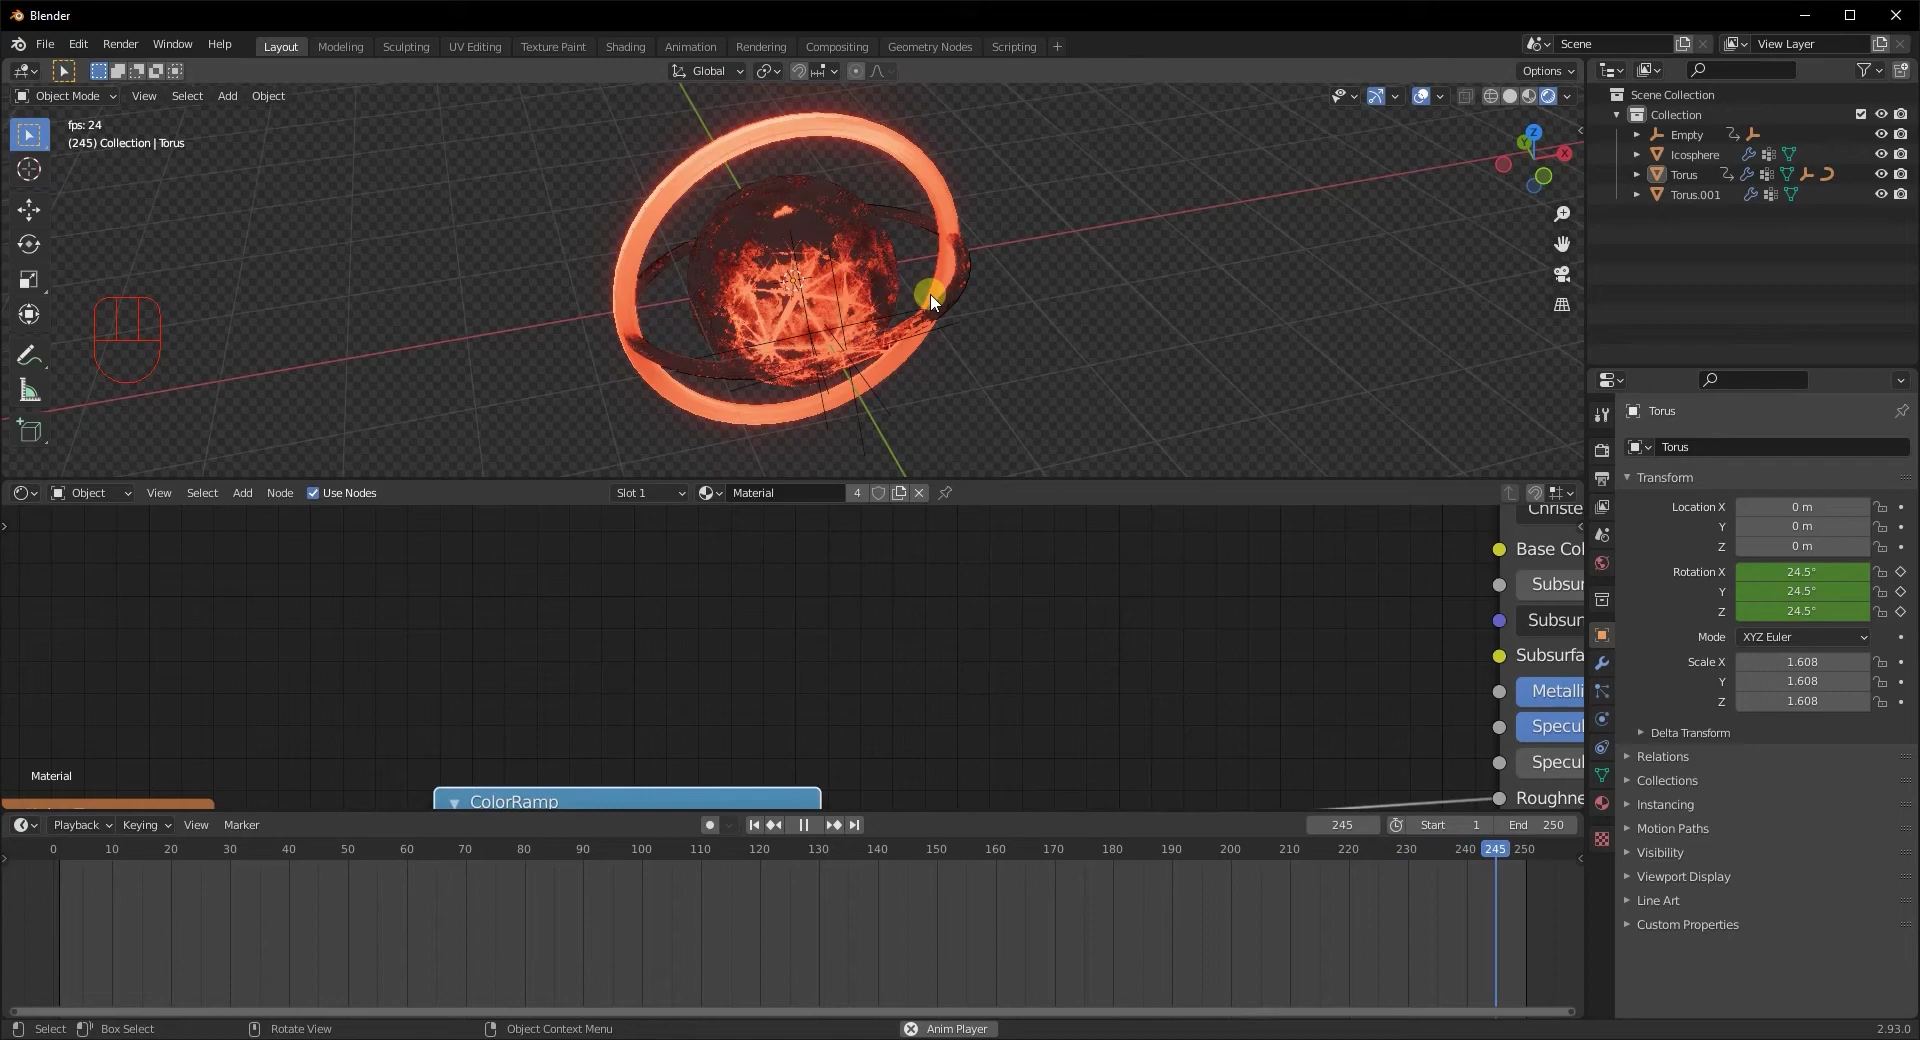 Blender
File Edit Render Window Help
Layout Modeling Sculpting UV Editing Texture Paint Shading Animation Rendering Compositing Geometry Nodes Scripting +
Scene
View Layer
Global
Options
Object Mode View Select Add Object
fps: 24
(245) Collection | Torus
Z
Y
X
Scene Collection
Collection
Empty
Icosphere
Torus
Torus.001
Torus
Torus
Transform
Location X 0 m
Y 0 m
Z 0 m
Rotation X 24.5°
Y 24.5°
Z 24.5°
Mode XYZ Euler
Scale X 1.608
Y 1.608
Z 1.608
Delta Transform
Relations
Collections
Instancing
Motion Paths
Visibility
Viewport Display
Line Art
Custom Properties
Object View Select Add Node Use Nodes Slot 1 Material 4
Christe
Base Col
Subsur
Subsur
Subsurfa
Metalli
Specul
Specul
Roughne
Material
ColorRamp
Playback Keying View Marker 245 Start 1 End 250
0 10 20 30 40 50 60 70 80 90 100 110 120 130 140 150 160 170 180 190 200 210 220 230 240 245 250
Select Box Select Rotate View Object Context Menu Anim Player 2.93.0